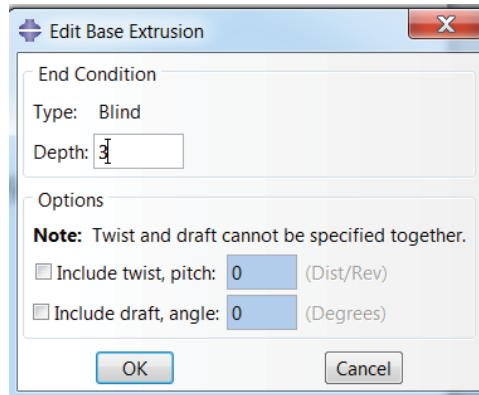 Edit Base Extrusion
End Condition
Type: Blind
Depth: 3
Options
Note: Twist and draft cannot be specified together.
Include twist, pitch: 0 (Dist/Rev)
Include draft, angle: 0 (Degrees)
OK Cancel